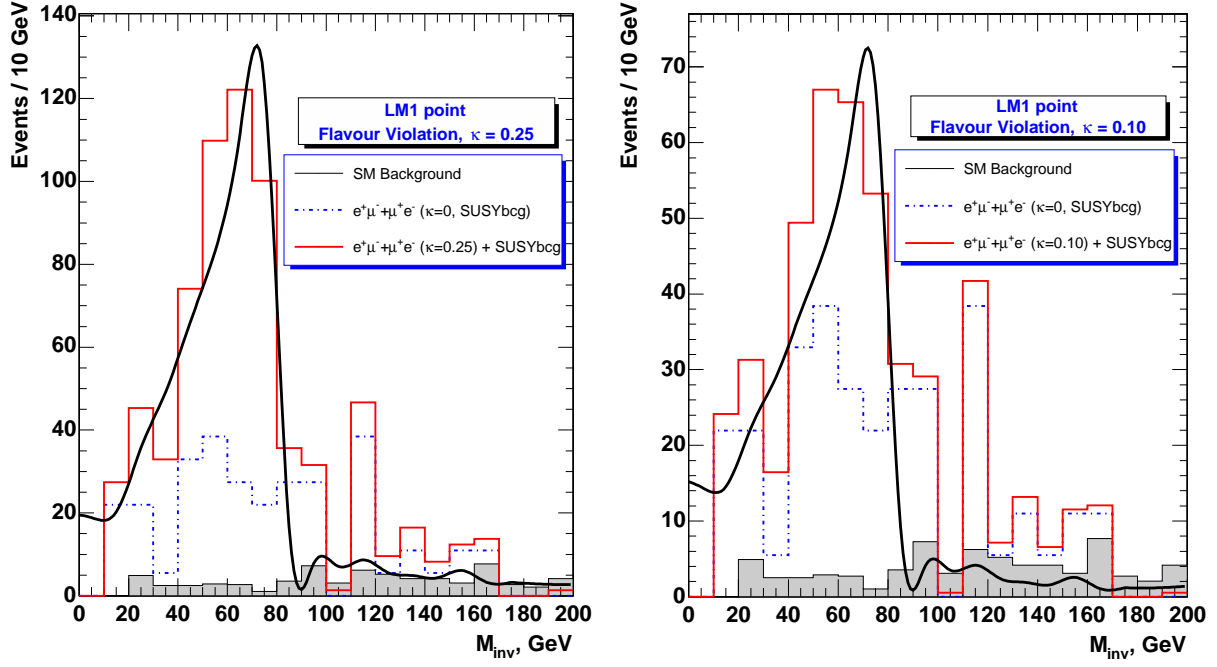 Events / 10 GeV
140
120
100
80
60
40
20
0
LM1 point
Flavour Violation, κ = 0.25
SM Background
e⁺μ⁻+μ⁺e⁻ (κ=0, SUSYbcg)
e⁺μ⁻+μ⁺e⁻ (κ=0.25) + SUSYbcg
0 20 40 60 80 100 120 140 160 180 200
M_inv, GeV
Events / 10 GeV
70
60
50
40
30
20
10
0
LM1 point
Flavour Violation, κ = 0.10
SM Background
e⁺μ⁻+μ⁺e⁻ (κ=0, SUSYbcg)
e⁺μ⁻+μ⁺e⁻ (κ=0.10) + SUSYbcg
0 20 40 60 80 100 120 140 160 180 200
M_inv, GeV